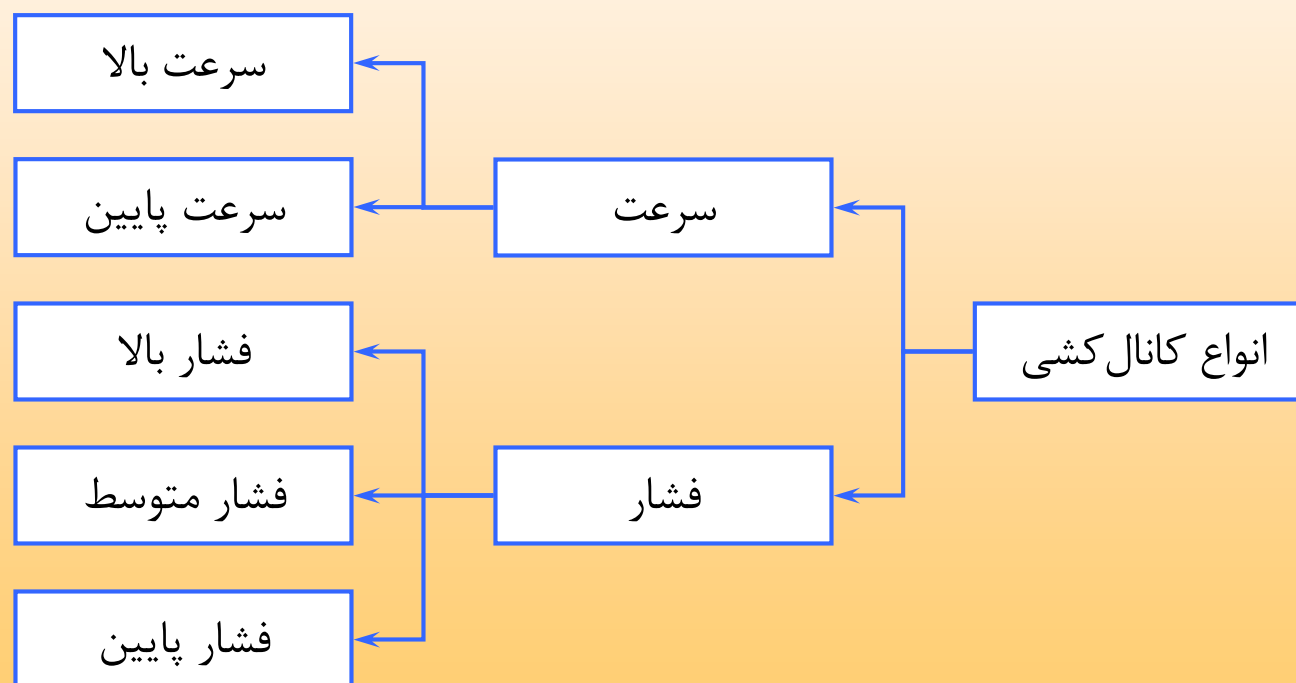 انواع کانال‌کشی
سرعت
سرعت بالا
سرعت پایین
فشار
فشار بالا
فشار متوسط
فشار پایین